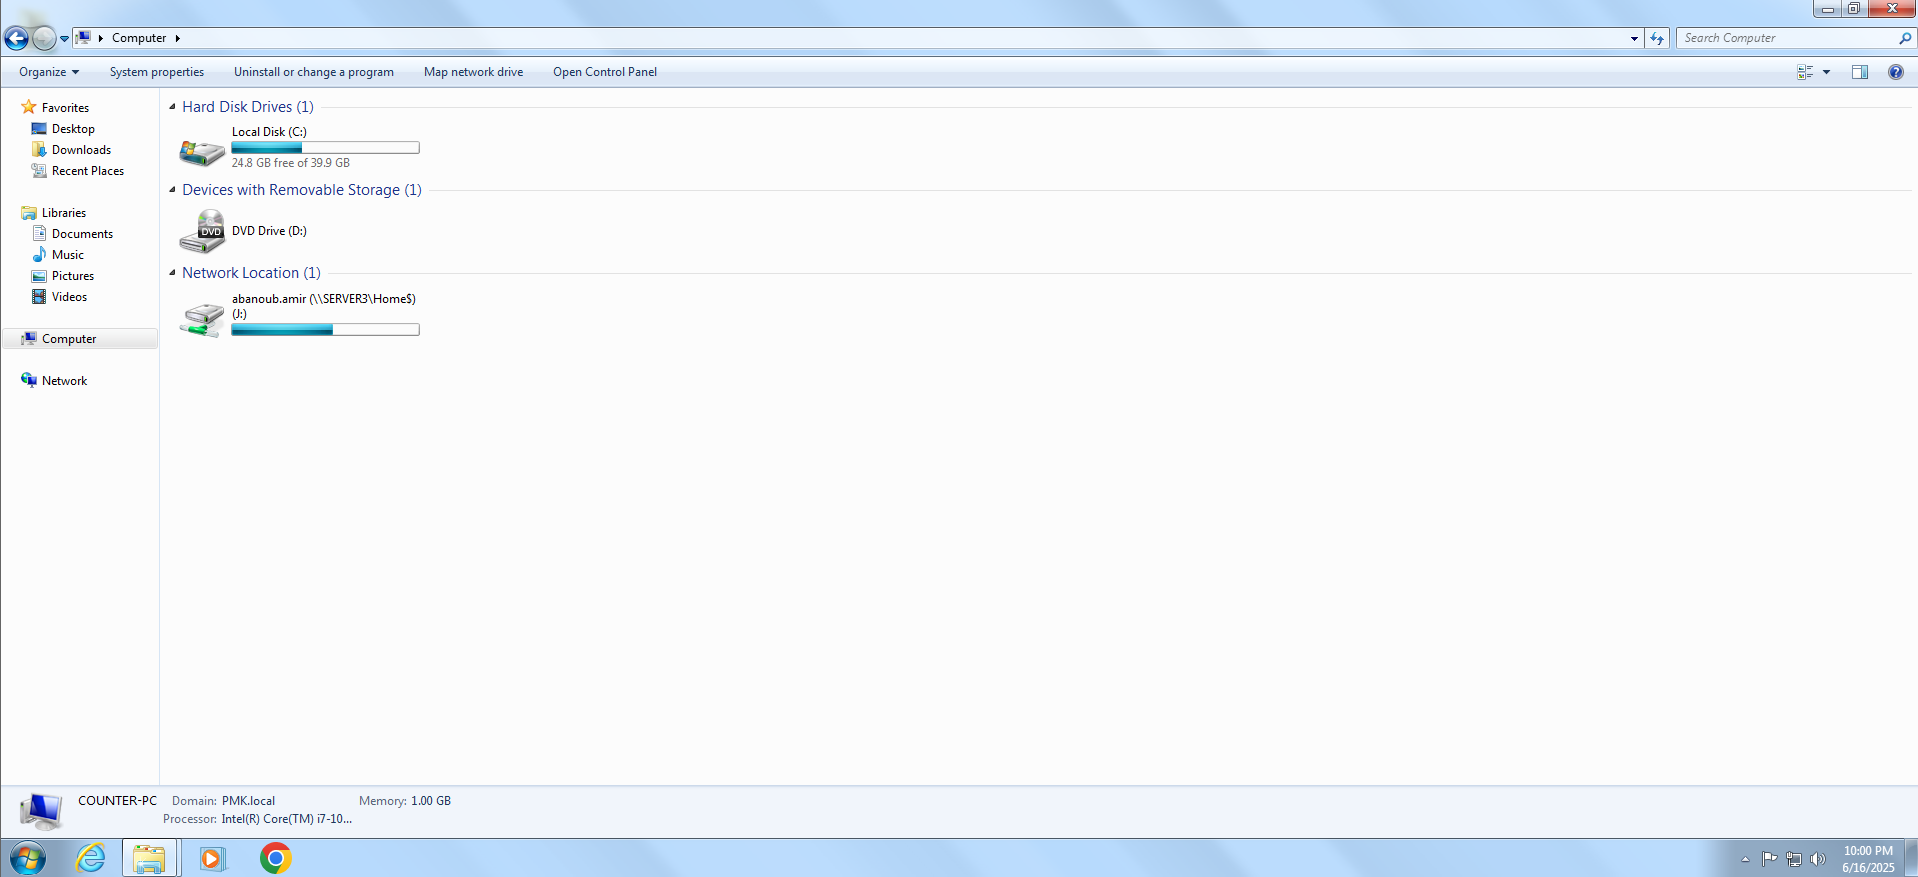 Computer
Search Computer
Organize
System properties
Uninstall or change a program
Map network drive
Open Control Panel
Favorites
Desktop
Downloads
Recent Places
Libraries
Documents
Music
Pictures
Videos
Computer
Network
Hard Disk Drives (1)
Local Disk (C:)
24.8 GB free of 39.9 GB
Devices with Removable Storage (1)
DVD
DVD Drive (D:)
Network Location (1)
abanoub.amir (\\SERVER3\Home$)
(J:)
COUNTER-PC Domain: PMK.local Memory: 1.00 GB
Processor: Intel(R) Core(TM) i7-10...
10:00 PM
6/16/2025